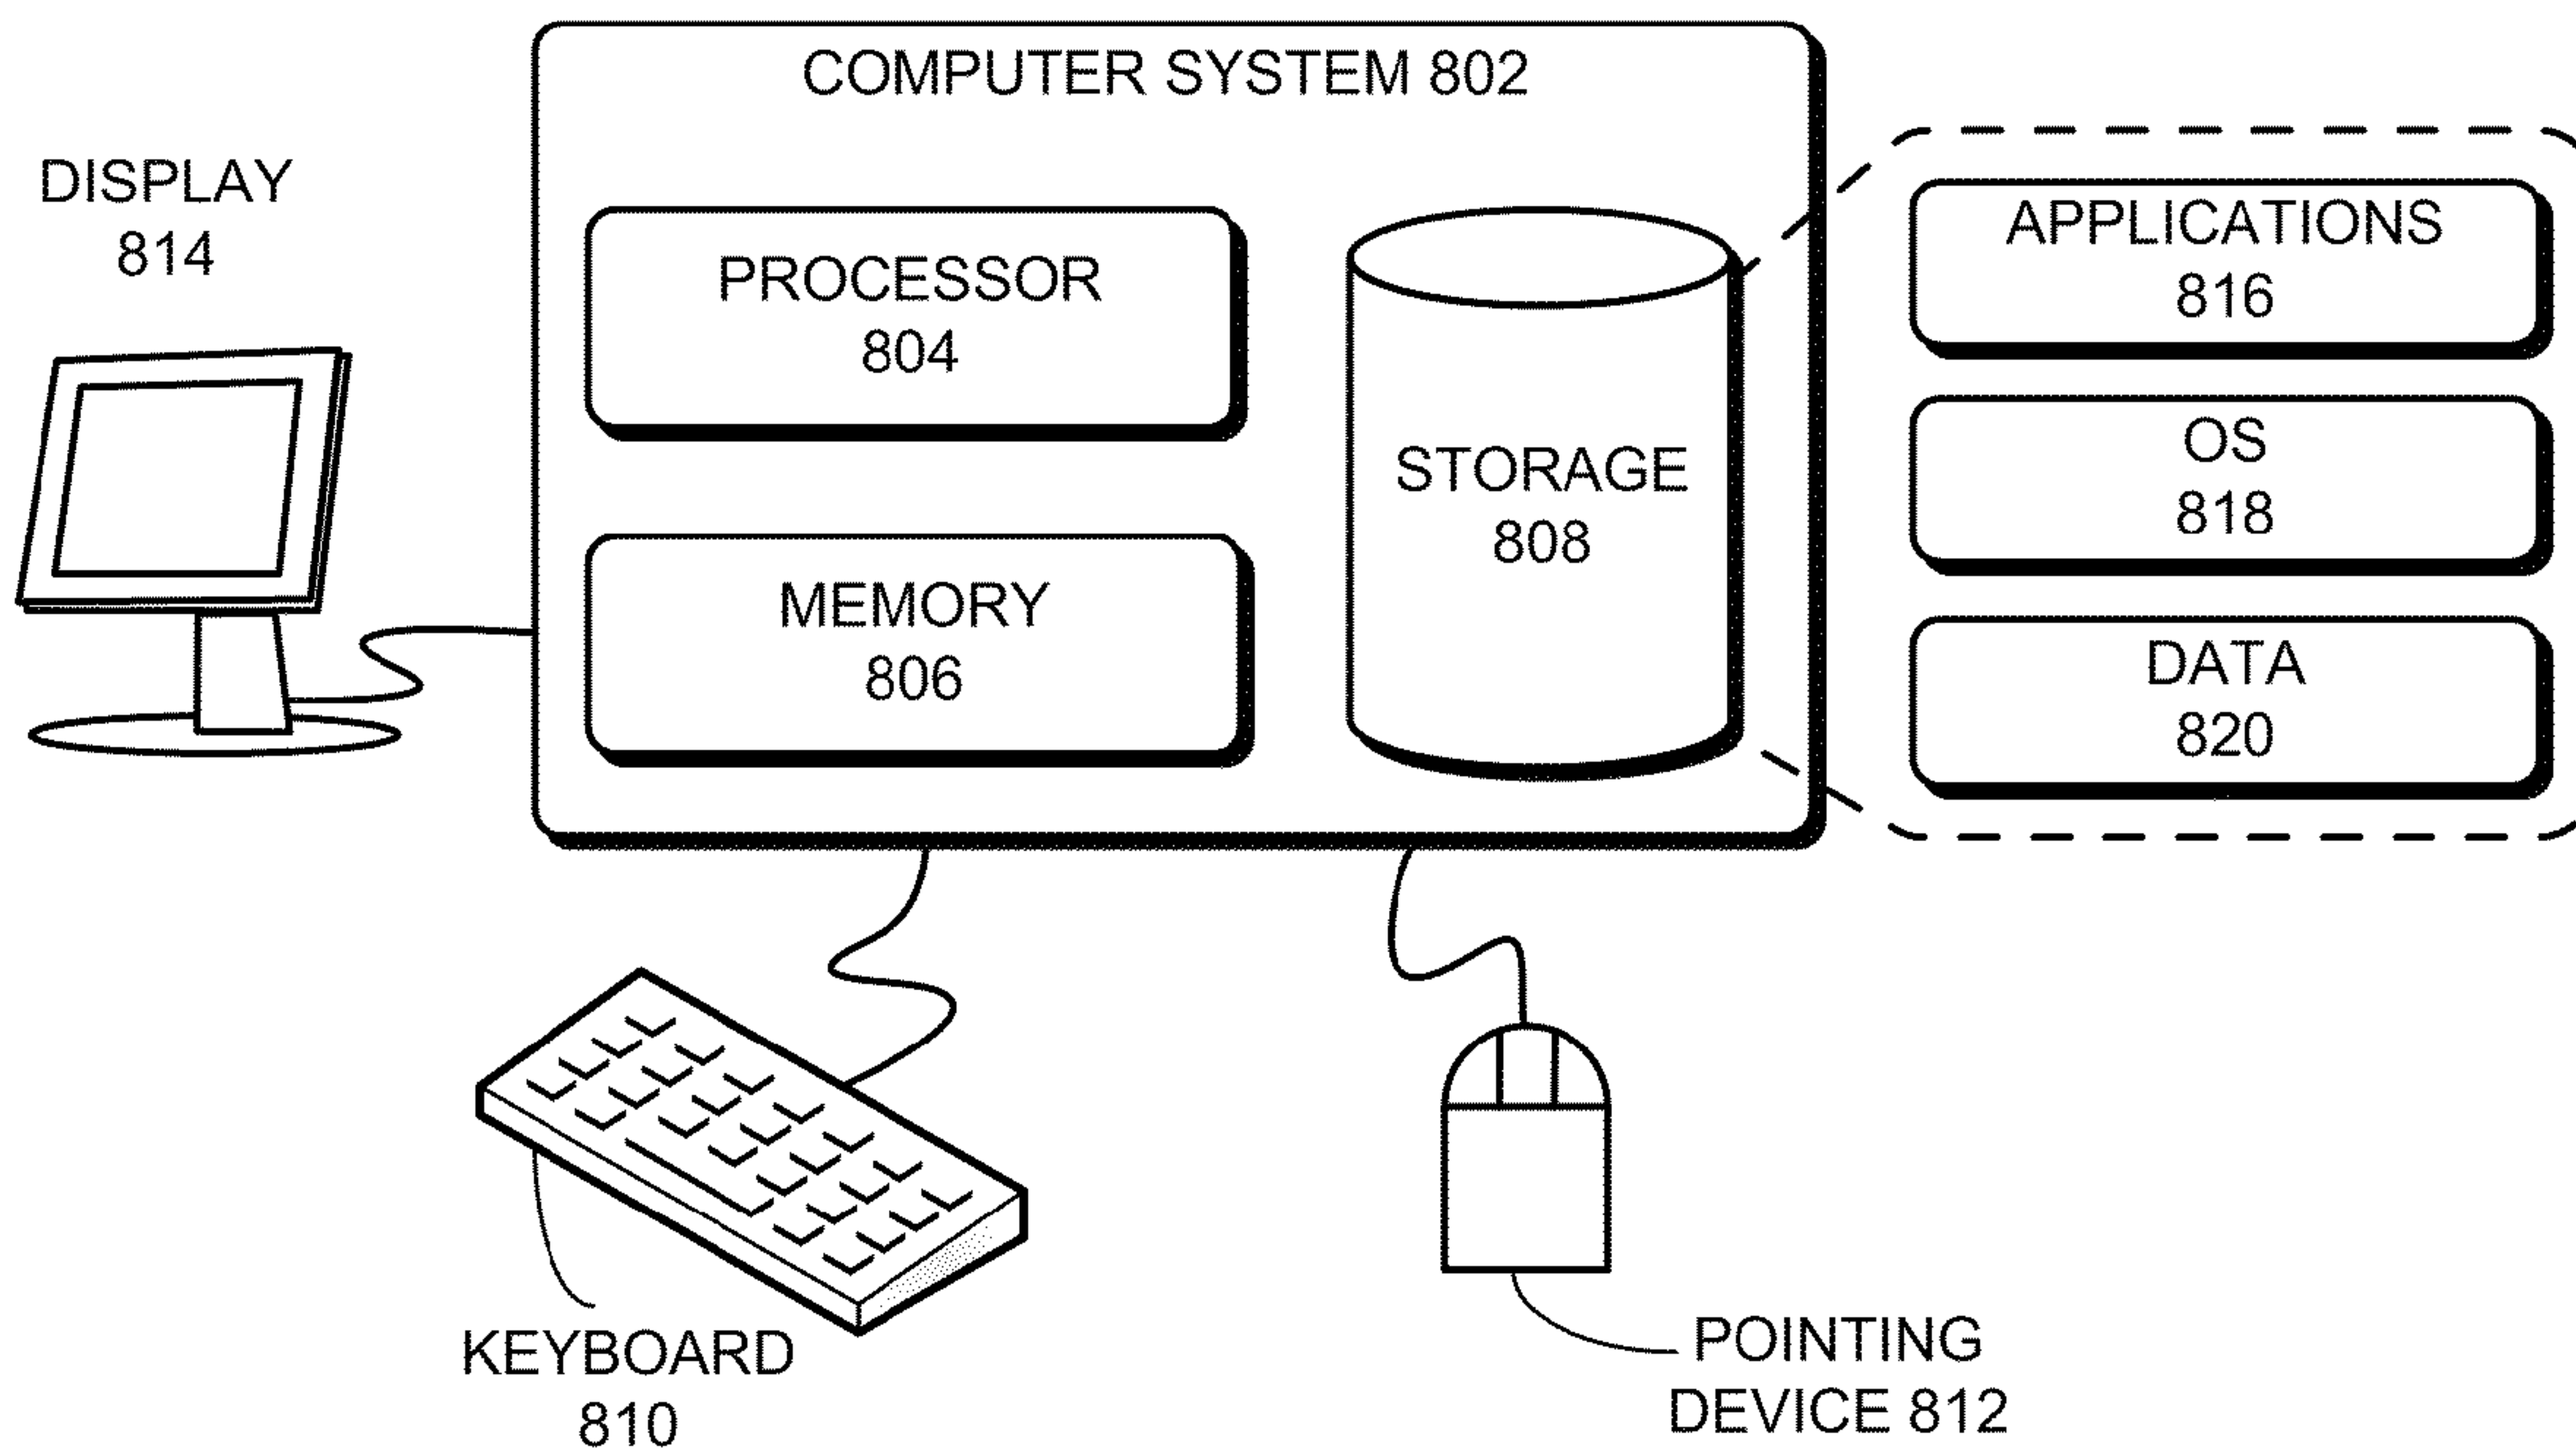 COMPUTER SYSTEM 802
DISPLAY
814
PROCESSOR
804
MEMORY
806
STORAGE
808
APPLICATIONS
816
OS
818
DATA
820
KEYBOARD
810
POINTING
DEVICE 812